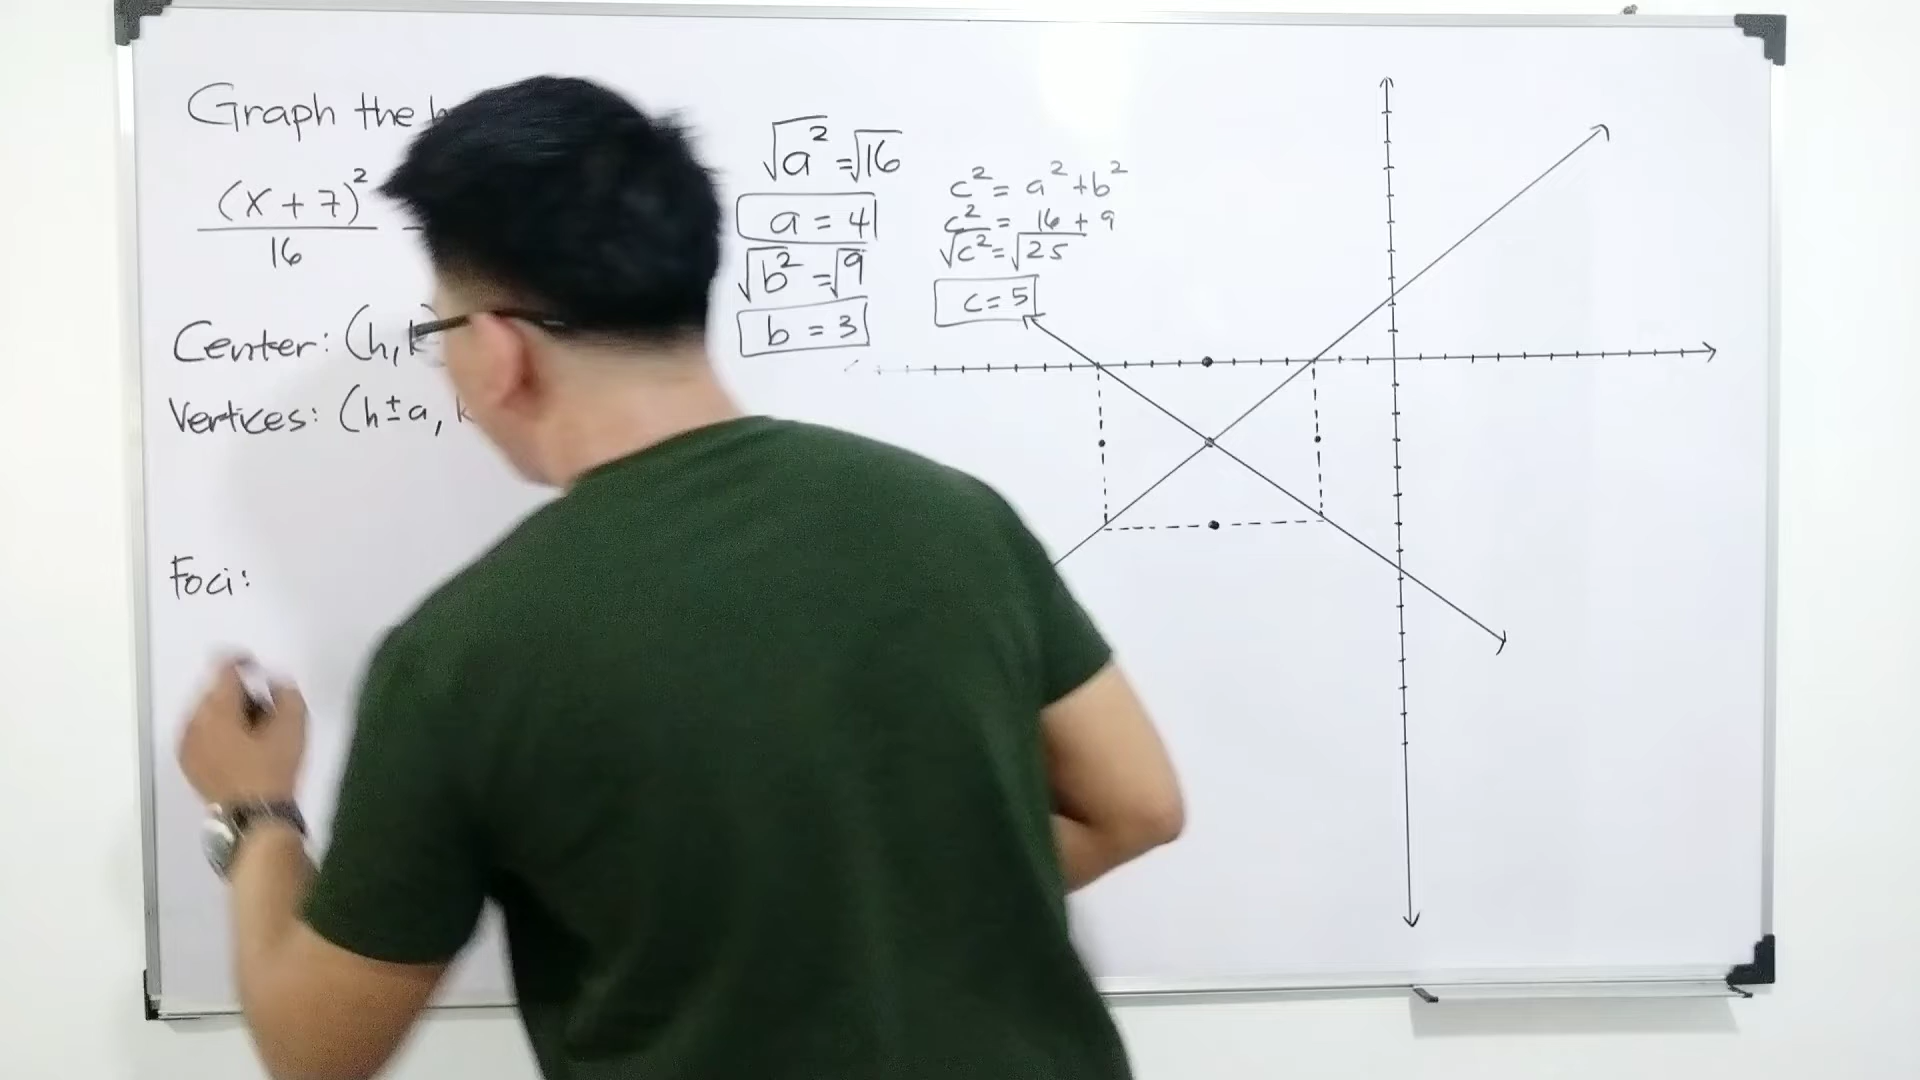 Graph the
(x + 7)²
16
Center: (h, k)
Vertices: (h ± a, k
Foci:
√a² = √16
a = 4
√b² = √9
b = 3
c² = a² + b²
c² = 16 + 9
√c² = √25
c = 5